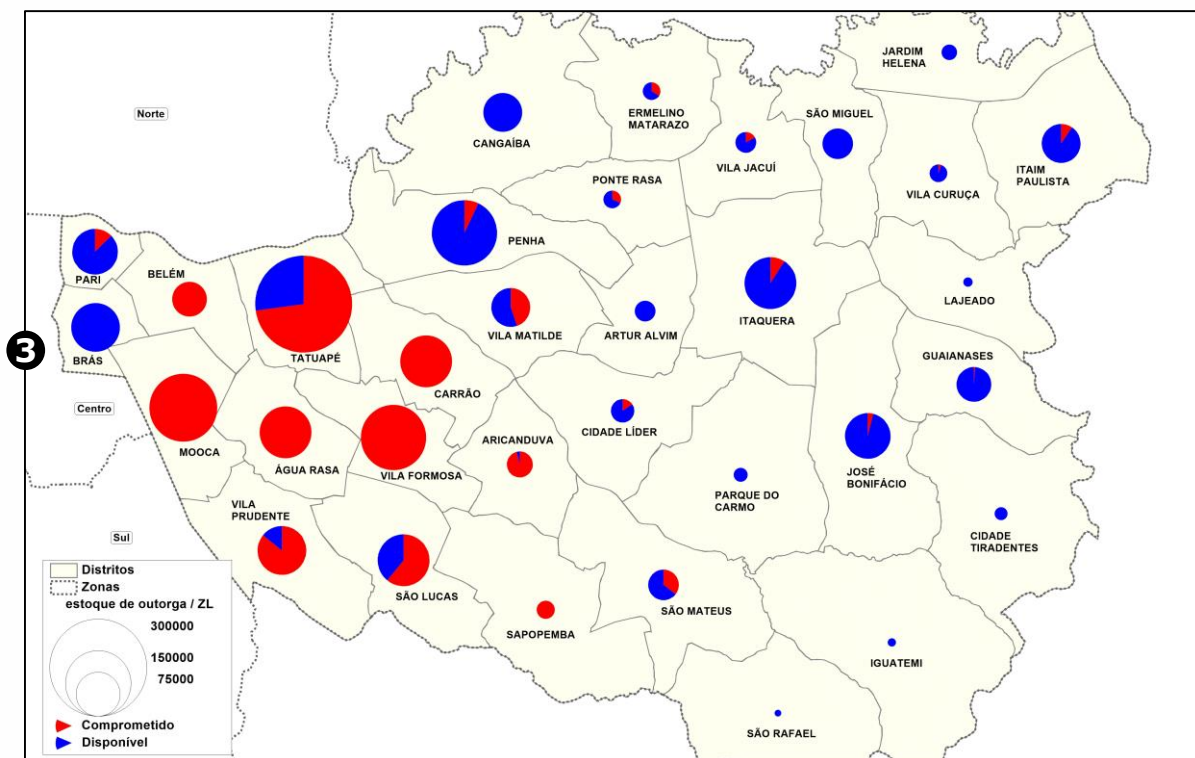 JARDIM
HELENA
Norte
ERMELINO
MATARAZO
SÃO MIGUEL
CANGAÍBA
VILA JACUÍ
ITAIM
PAULISTA
PONTE RASA
VILA CURUÇA
PENHA
PARI
BELÉM
LAJEADO
ITAQUERA
VILA MATILDE
ARTUR ALVIM
3
BRÁS
TATUAPÉ
GUAIANASES
CARRÃO
Centro
CIDADE LÍDER
ARICANDUVA
MOOCA
ÁGUA RASA
VILA FORMOSA
JOSÉ
BONIFÁCIO
PARQUE DO
CARMO
VILA
PRUDENTE
CIDADE
TIRADENTES
Sul
SÃO LUCAS
SÃO MATEUS
SAPOPEMBA
IGUATEMI
SÃO RAFAEL
Distritos
Zonas
estoque de outorga / ZL
300000
150000
75000
Comprometido
Disponível